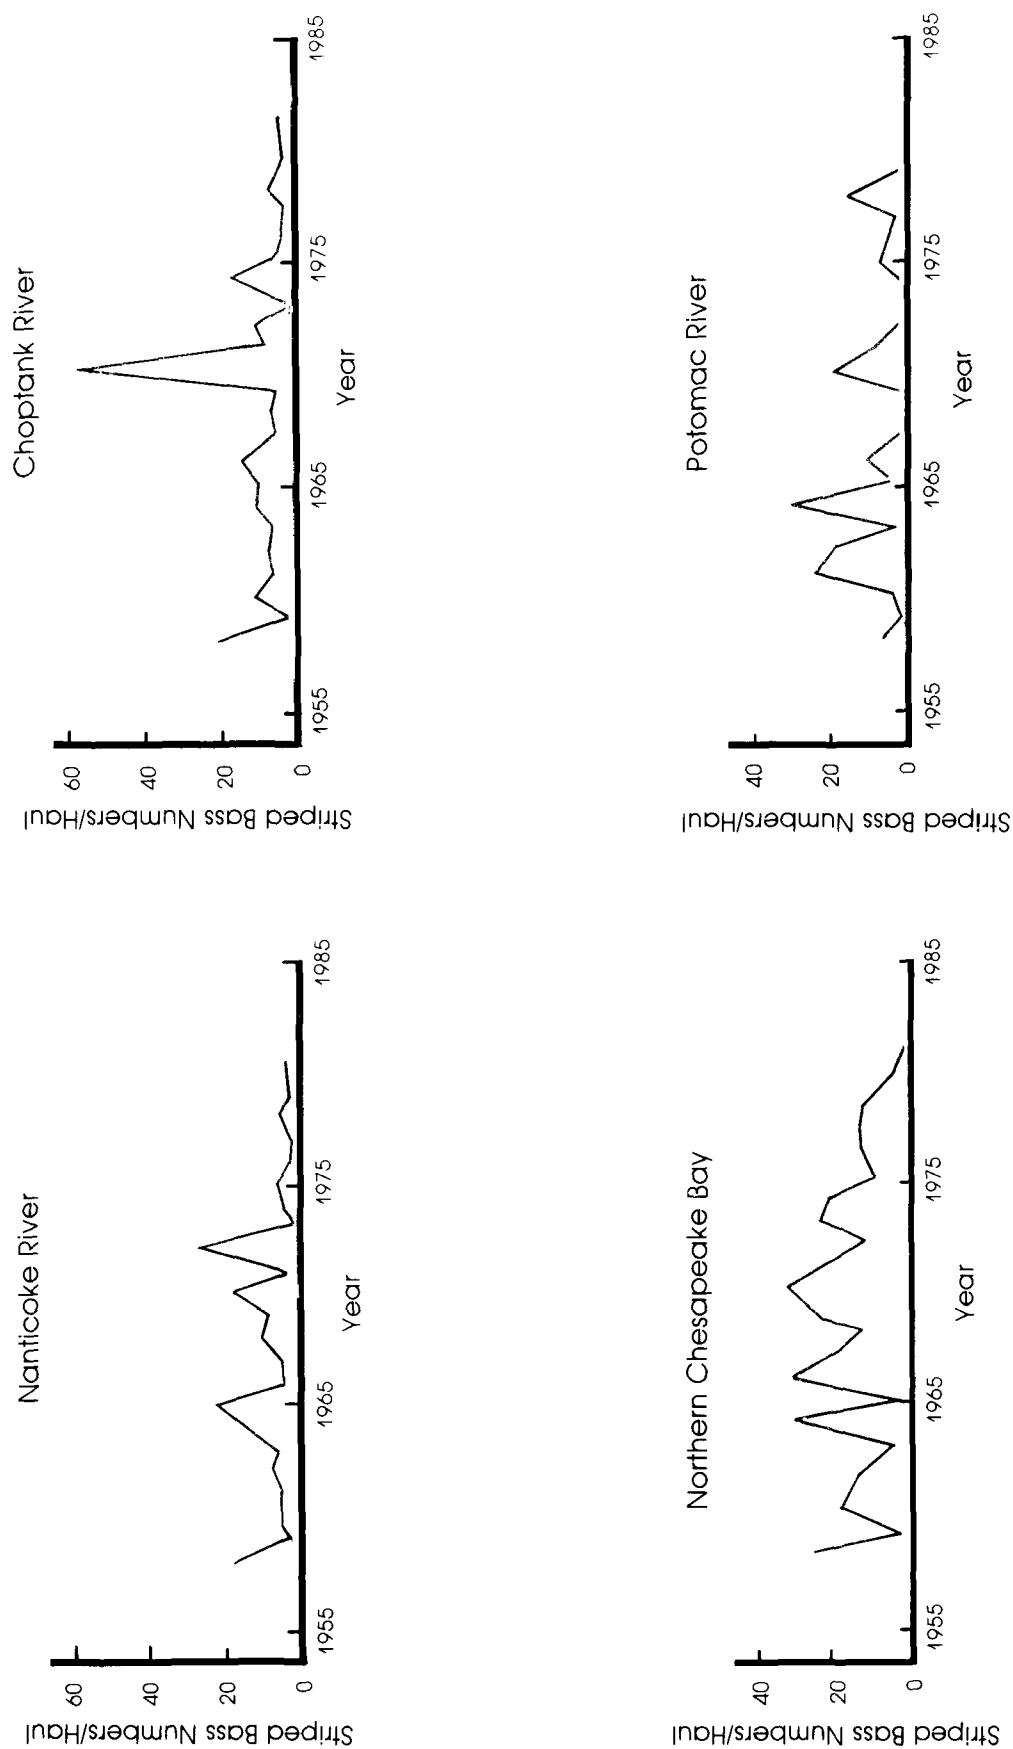 Nanticoke River
Striped Bass Numbers/Haul
60
40
20
0
1955
1965
1975
1985
Year
Choptank River
Striped Bass Numbers/Haul
60
40
20
0
1955
1965
1975
1985
Year
Northern Chesapeake Bay
Striped Bass Numbers/Haul
40
20
0
1955
1965
1975
1985
Year
Potomac River
Striped Bass Numbers/Haul
40
20
0
1955
1965
1975
1985
Year